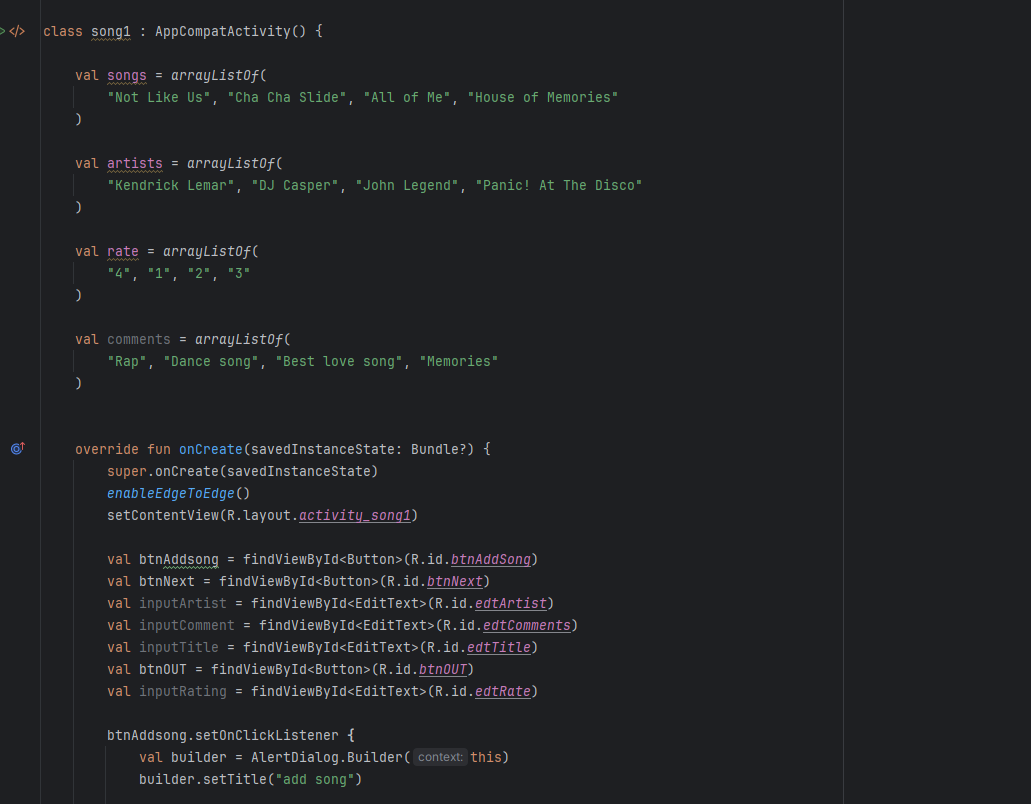 class song1 : AppCompatActivity() {
val songs = arrayListOf(
"Not Like Us", "Cha Cha Slide", "All of Me", "House of Memories"
)
val artists = arrayListOf(
"Kendrick Lemar", "DJ Casper", "John Legend", "Panic! At The Disco"
)
val rate = arrayListOf(
"4", "1", "2", "3"
)
val comments = arrayListOf(
"Rap", "Dance song", "Best love song", "Memories"
)
override fun onCreate(savedInstanceState: Bundle?) {
super.onCreate(savedInstanceState)
enableEdgeToEdge()
setContentView(R.layout.activity_song1)
val btnAddsong = findViewById<Button>(R.id.btnAddSong)
val btnNext = findViewById<Button>(R.id.btnNext)
val inputArtist = findViewById<EditText>(R.id.edtArtist)
val inputComment = findViewById<EditText>(R.id.edtComments)
val inputTitle = findViewById<EditText>(R.id.edtTitle)
val btnOUT = findViewById<Button>(R.id.btnOUT)
val inputRating = findViewById<EditText>(R.id.edtRate)
btnAddsong.setOnClickListener {
val builder = AlertDialog.Builder( context: this)
builder.setTitle("add song")